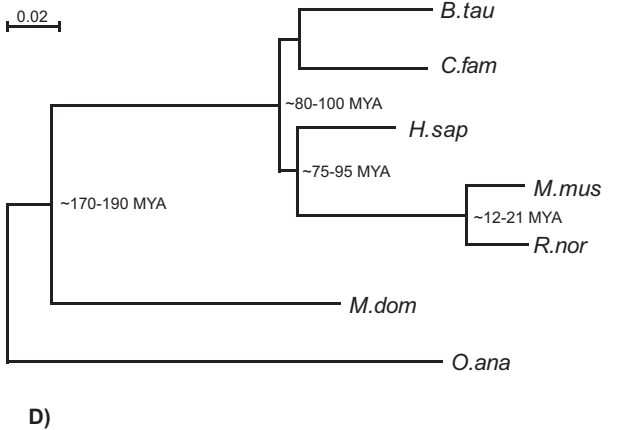 0.02
B.tau
C.fam
~80-100 MYA
H.sap
~75-95 MYA
M.mus
~170-190 MYA
~12-21 MYA
R.nor
M.dom
O.ana
D)